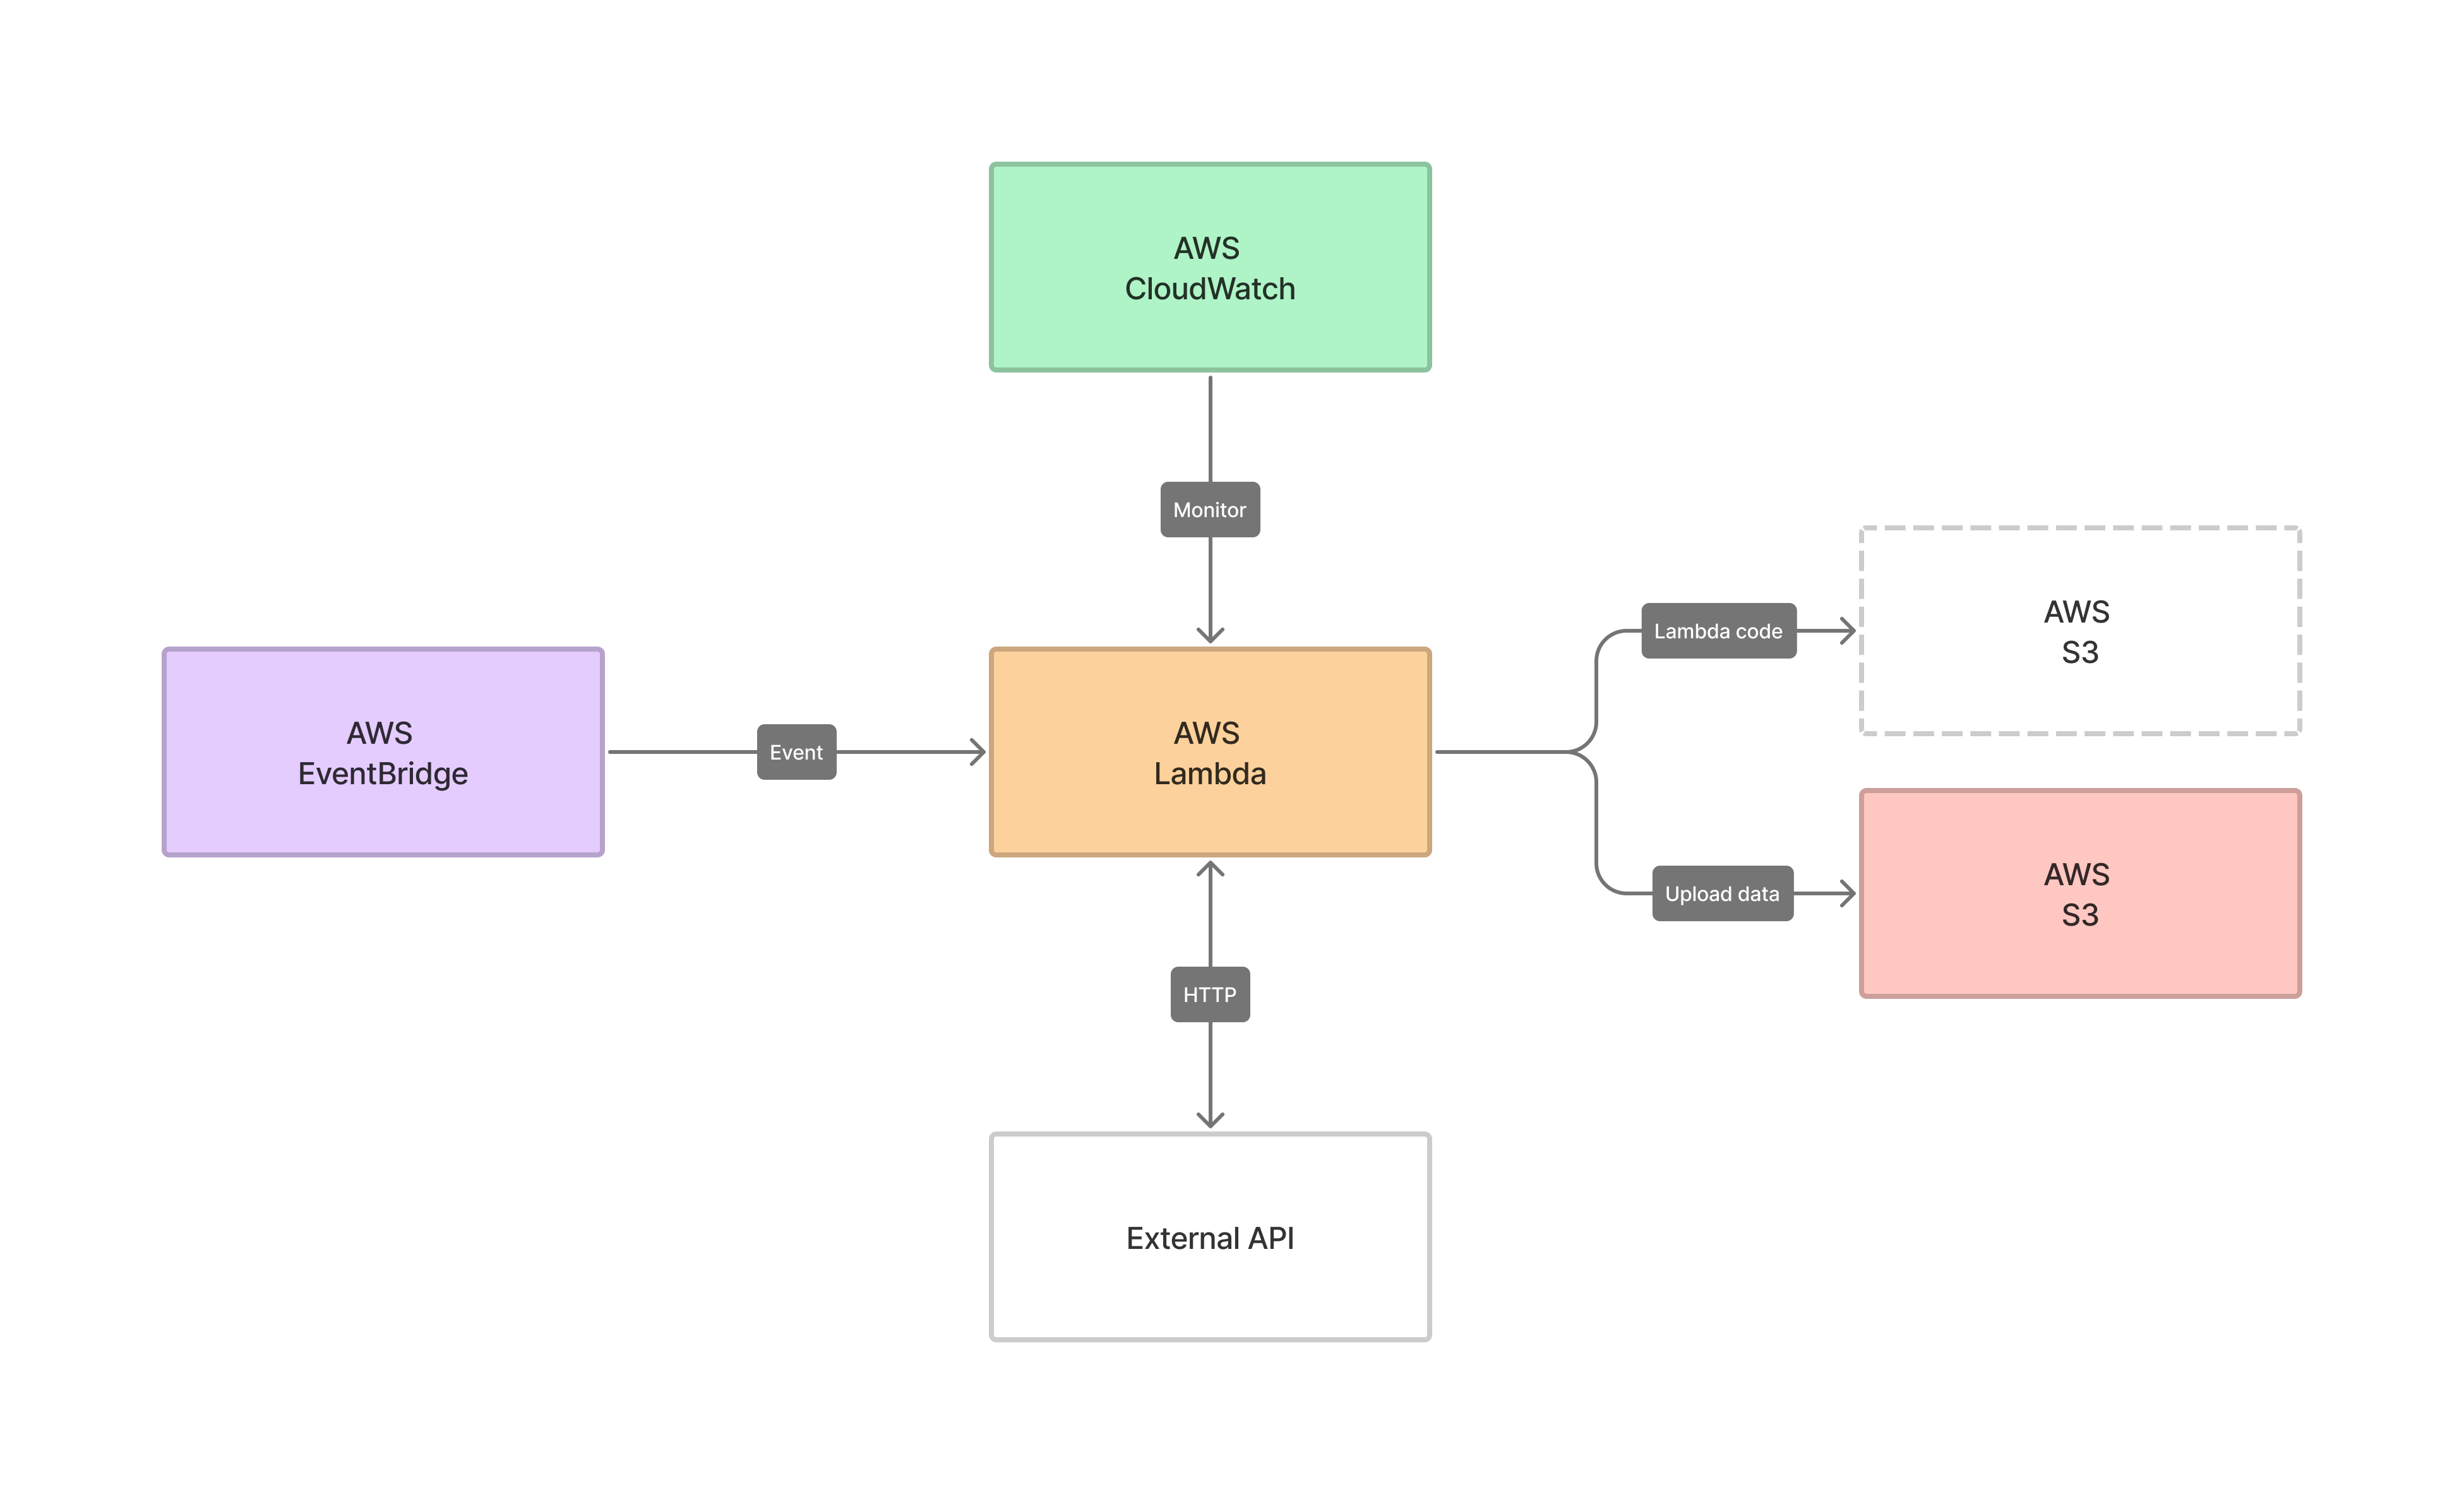 AWS
CloudWatch
Monitor
AWS
EventBridge
Event
AWS
Lambda
Lambda code
AWS
S3
Upload data
AWS
S3
HTTP
External API